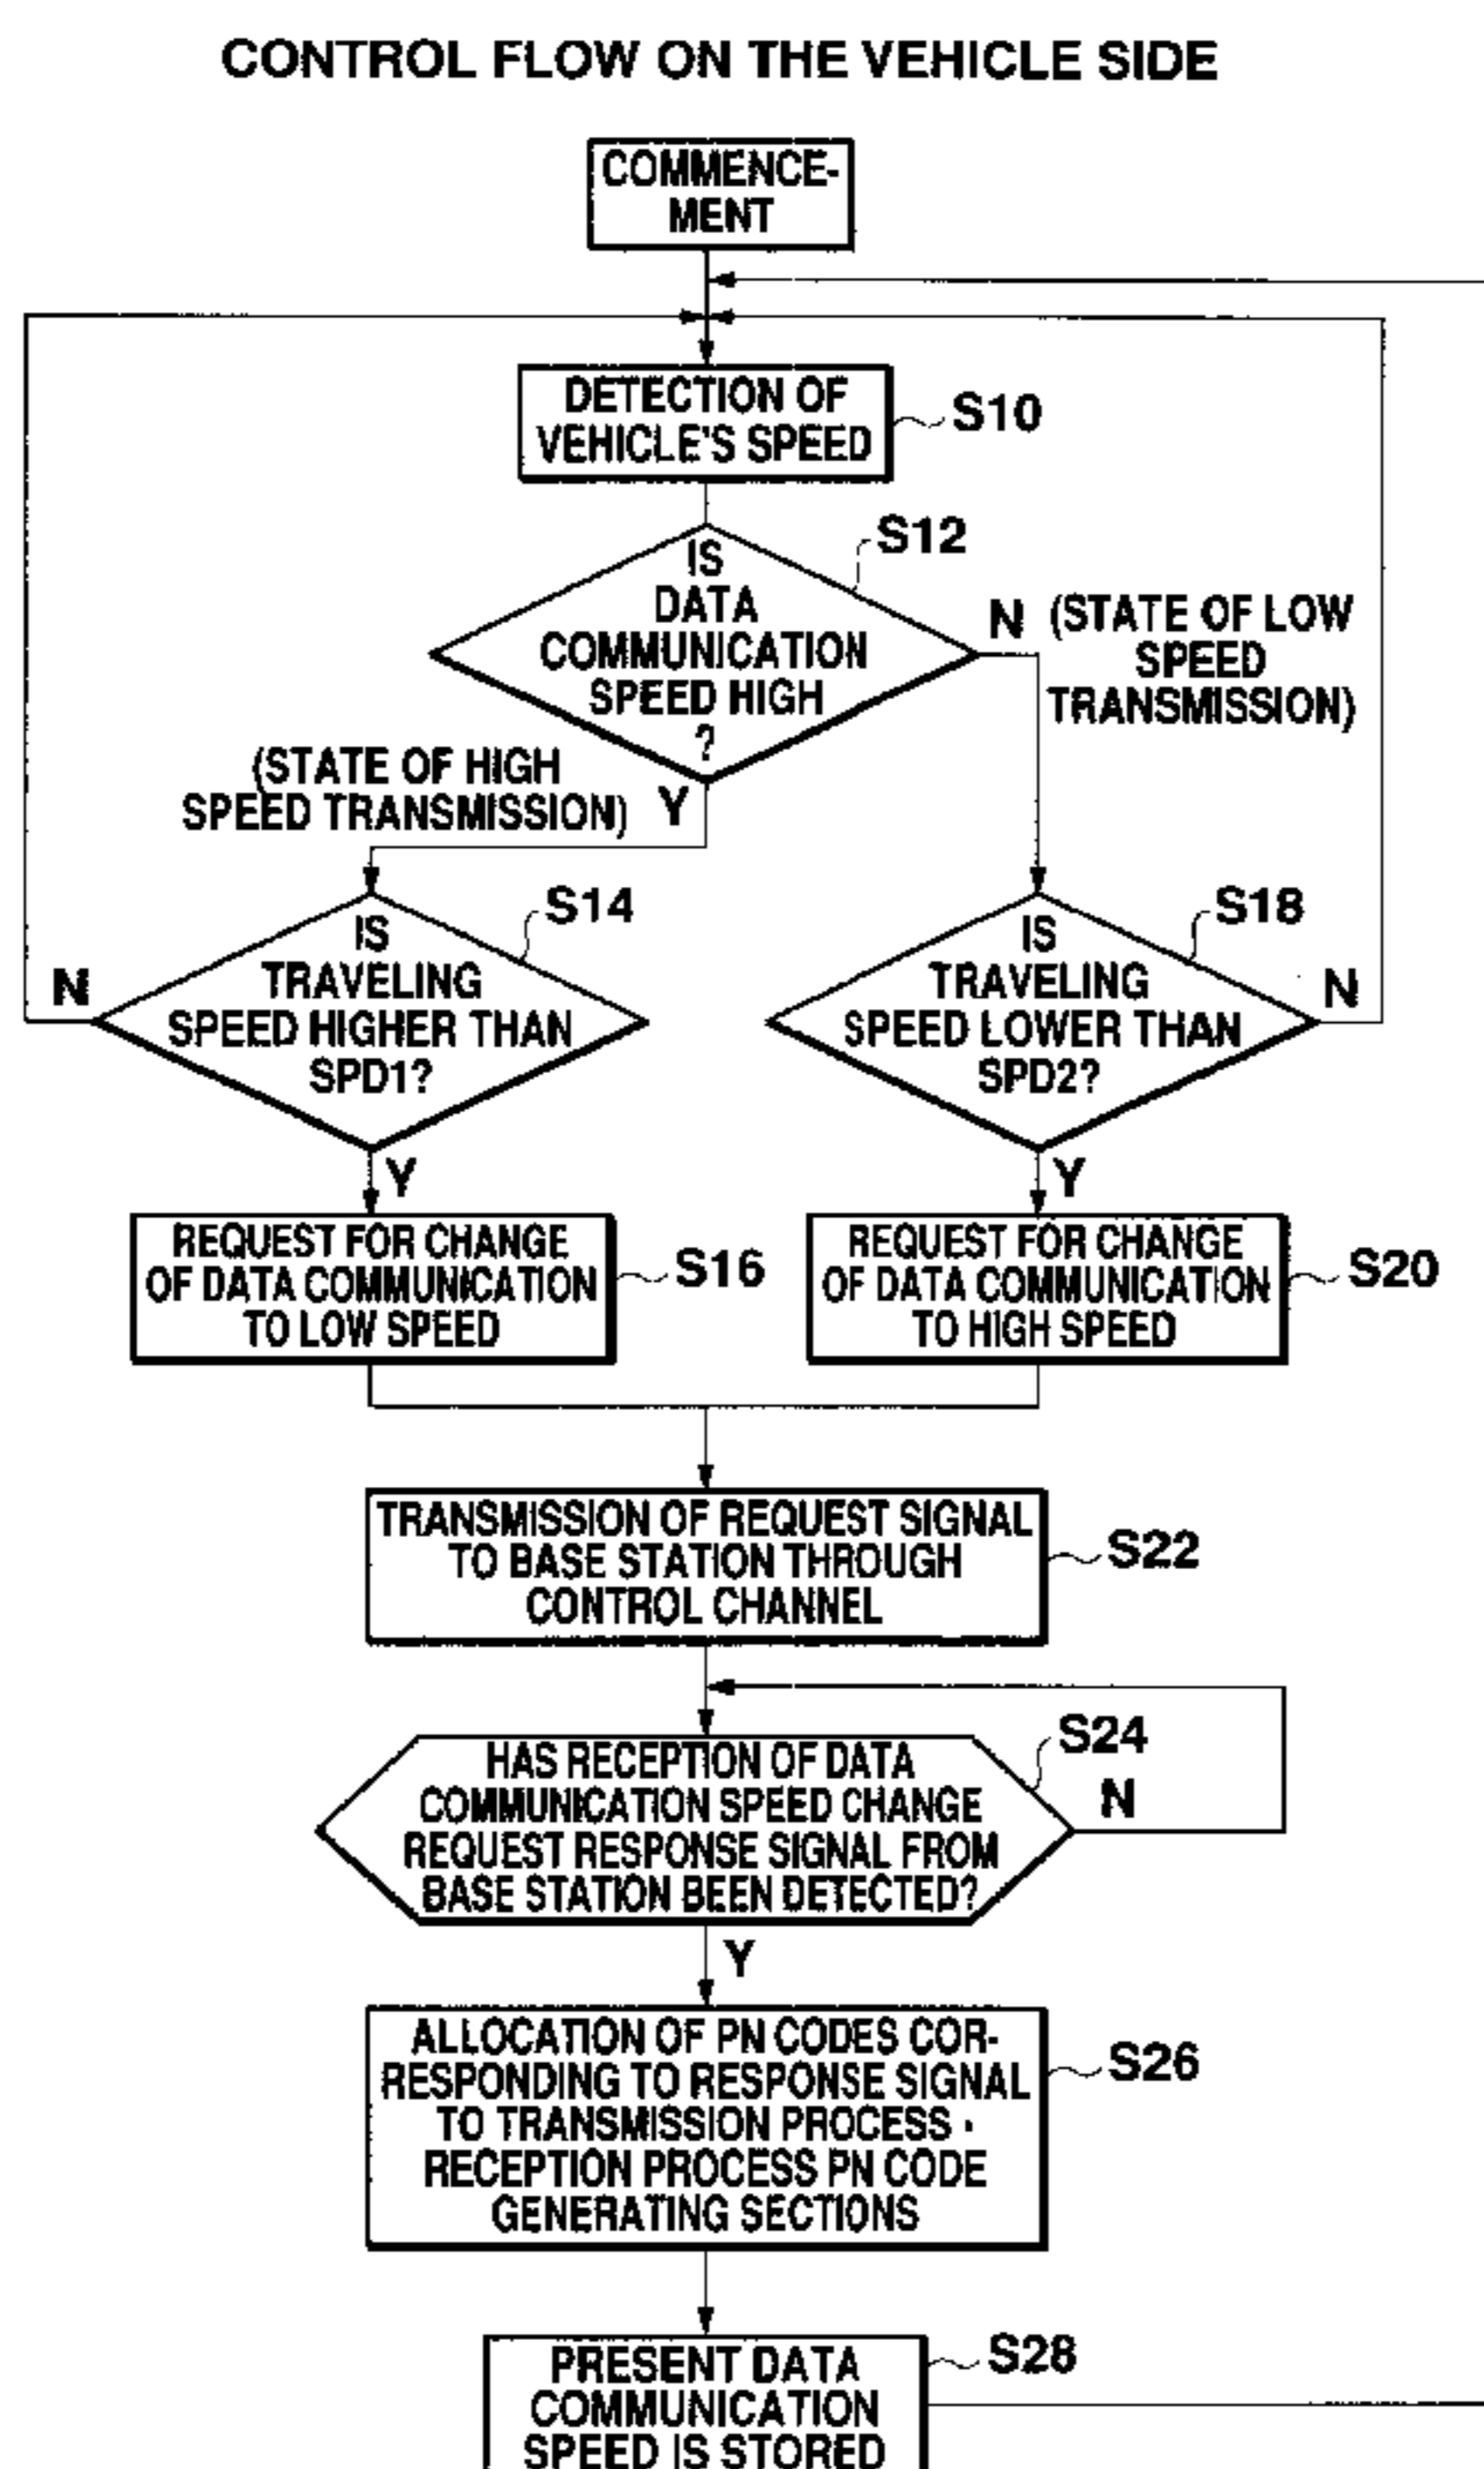 CONTROL FLOW ON THE VEHICLE SIDE
COMMENCE-
MENT
DETECTION OF
VEHICLE'S SPEED
S10
S12
IS
DATA
COMMUNICATION
SPEED HIGH
?
N
(STATE OF LOW
SPEED
TRANSMISSION)
(STATE OF HIGH
SPEED TRANSMISSION)
Y
S14
IS
TRAVELING
SPEED HIGHER THAN
SPD1?
N
S18
IS
TRAVELING
SPEED LOWER THAN
SPD2?
N
Y
Y
REQUEST FOR CHANGE
OF DATA COMMUNICATION
TO LOW SPEED
S16
REQUEST FOR CHANGE
OF DATA COMMUNICATION
TO HIGH SPEED
S20
TRANSMISSION OF REQUEST SIGNAL
TO BASE STATION THROUGH
CONTROL CHANNEL
S22
S24
HAS RECEPTION OF DATA
COMMUNICATION SPEED CHANGE
REQUEST RESPONSE SIGNAL FROM
BASE STATION BEEN DETECTED?
N
Y
ALLOCATION OF PN CODES COR-
RESPONDING TO RESPONSE SIGNAL
TO TRANSMISSION PROCESS ·
RECEPTION PROCESS PN CODE
GENERATING SECTIONS
S26
PRESENT DATA
COMMUNICATION
SPEED IS STORED
S28